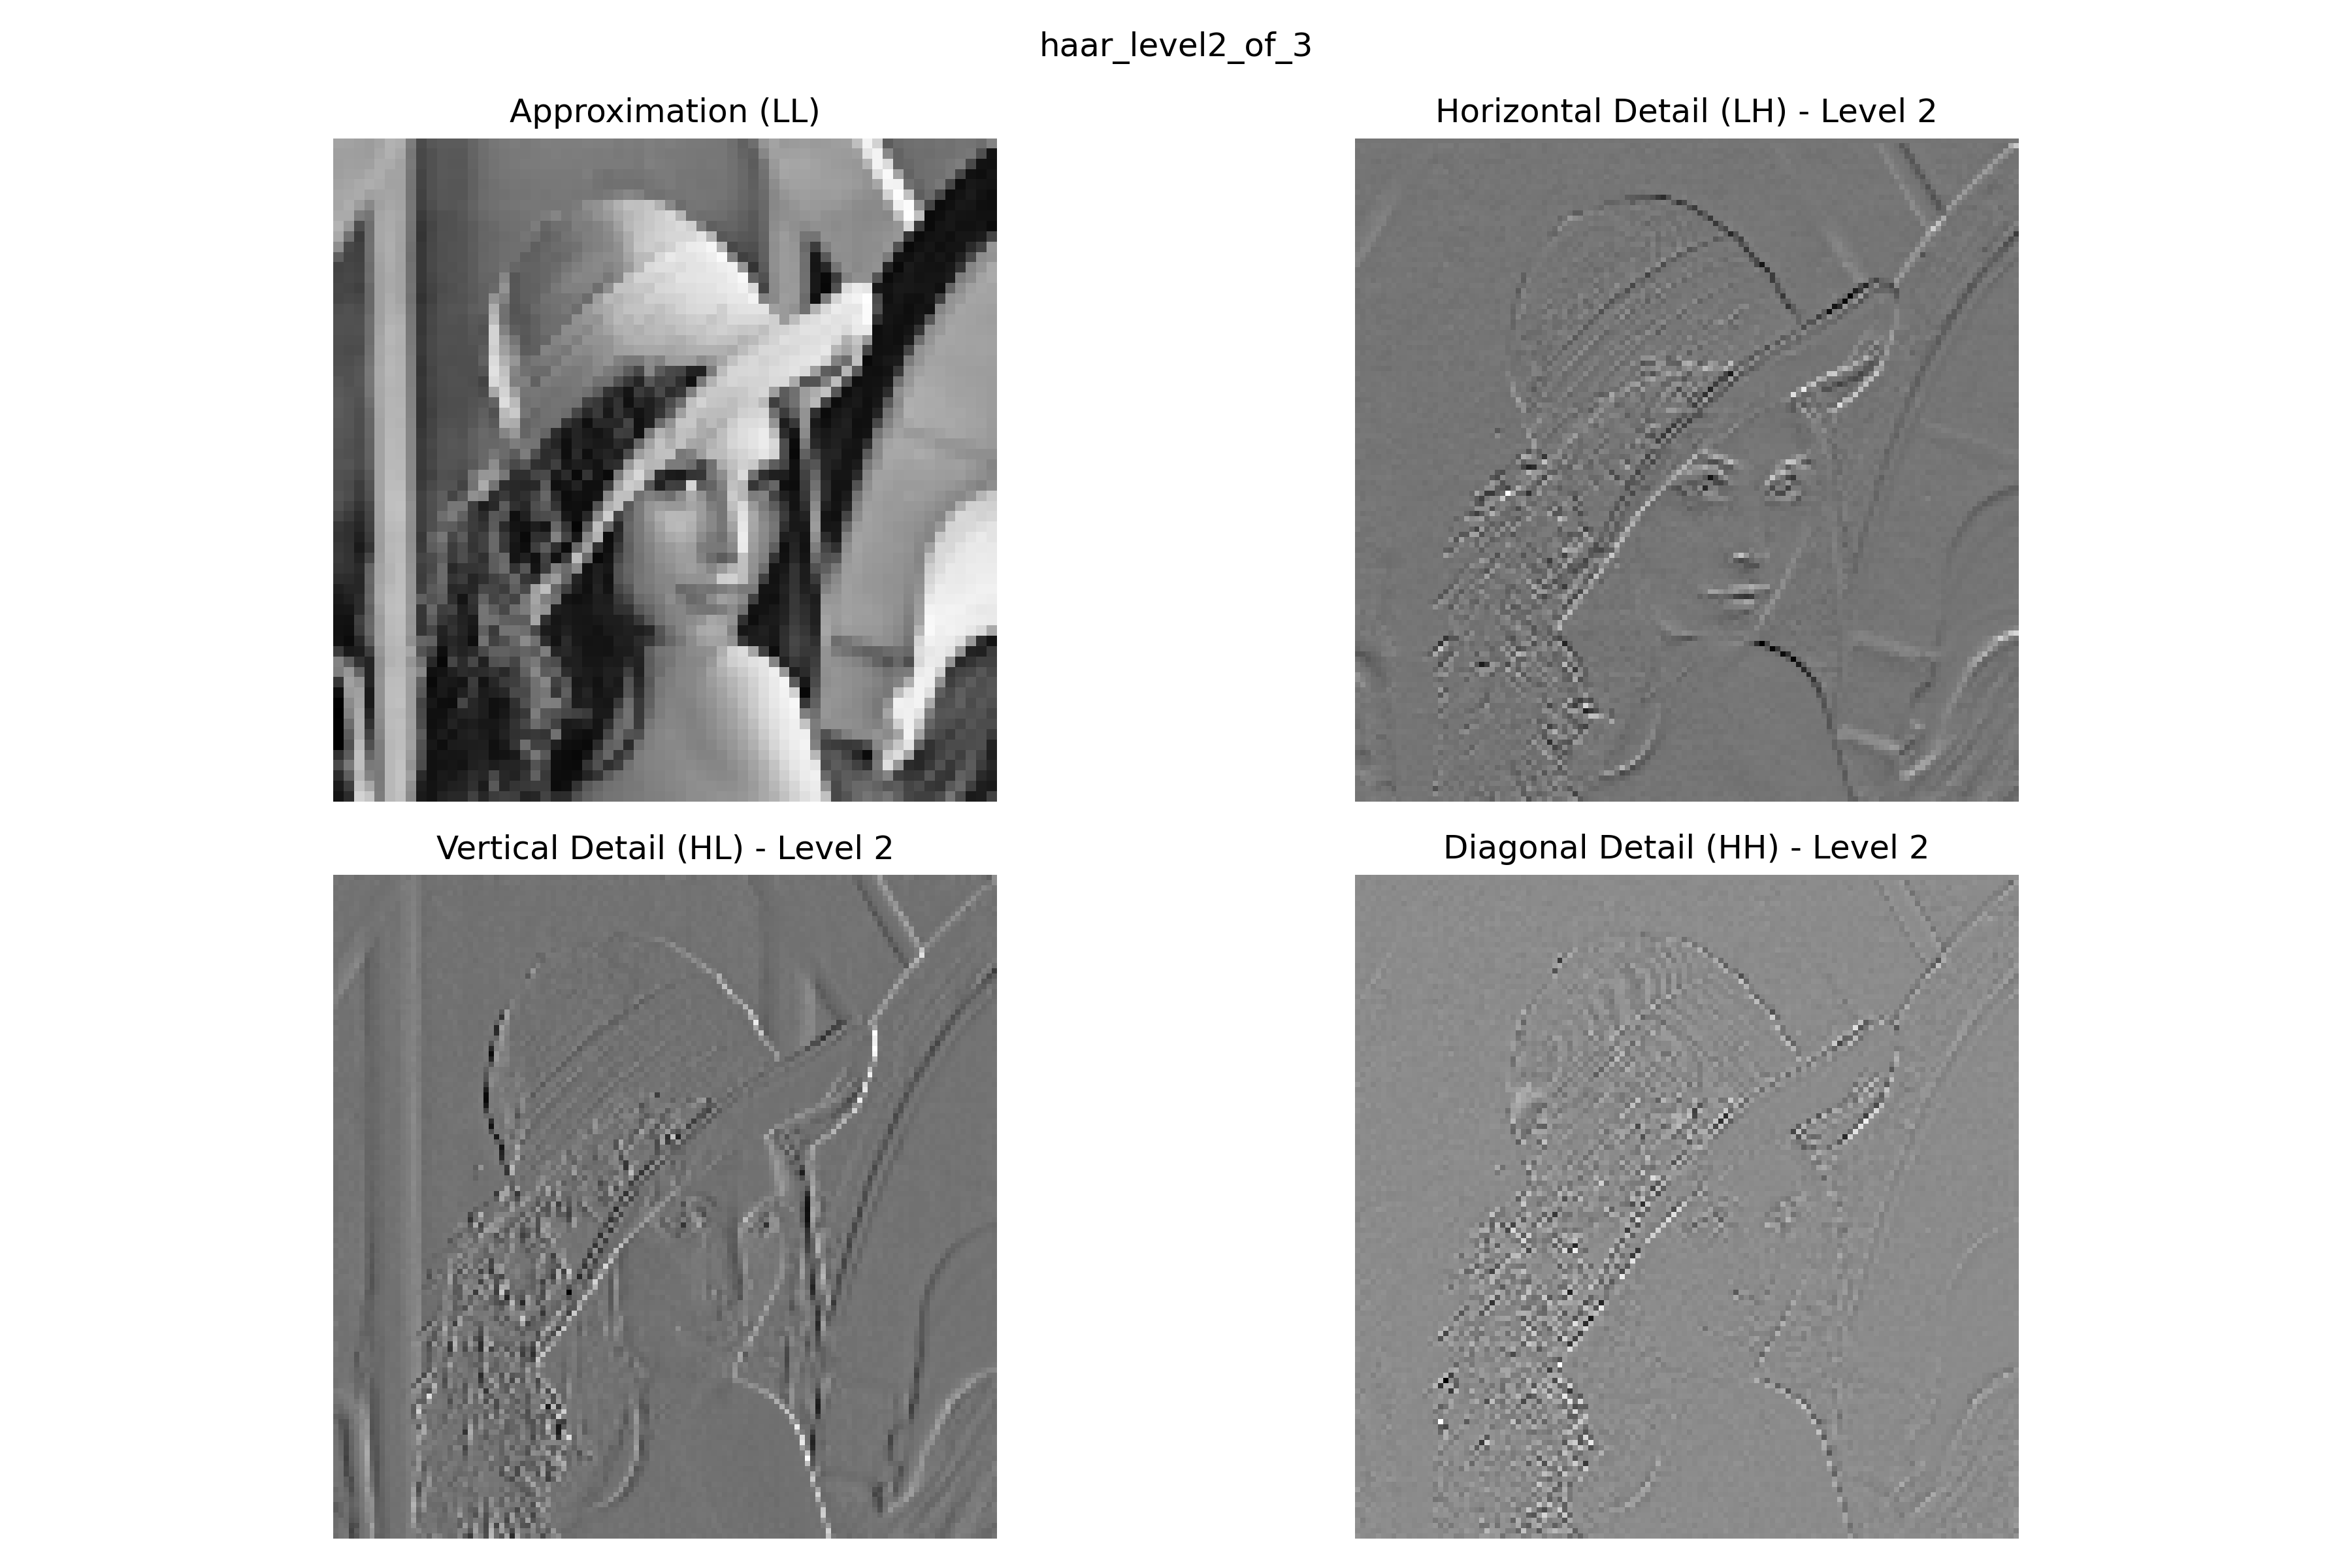 haar_level2_of_3
Approximation (LL)
Horizontal Detail (LH) - Level 2
Vertical Detail (HL) - Level 2
Diagonal Detail (HH) - Level 2